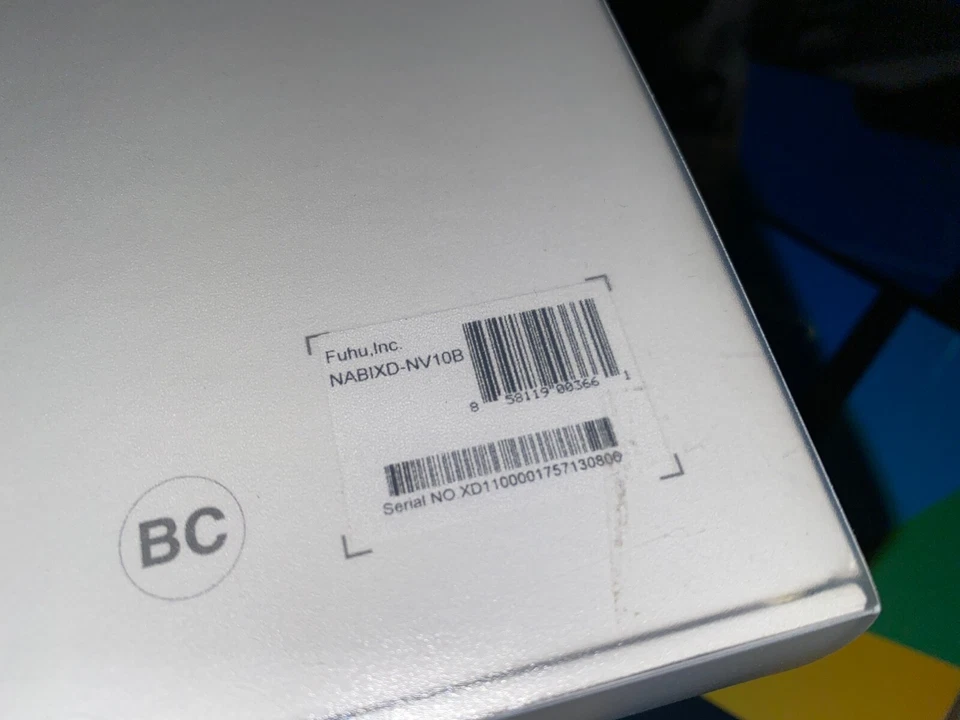 Fuhu,Inc.
NABIXD-NV10B
8 58119 00366 1
Serial NO.XD1100001757130800
BC